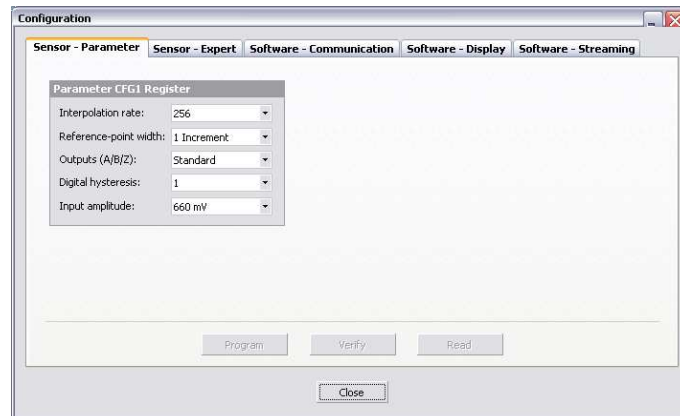 Configuration
Sensor - Parameter Sensor - Expert Software - Communication Software - Display Software - Streaming
Parameter CFG1 Register
Interpolation rate: 256
Reference-point width: 1 Increment
Outputs (A/B/Z): Standard
Digital hysteresis: 1
Input amplitude: 660 mV
Program Verify Read
Close